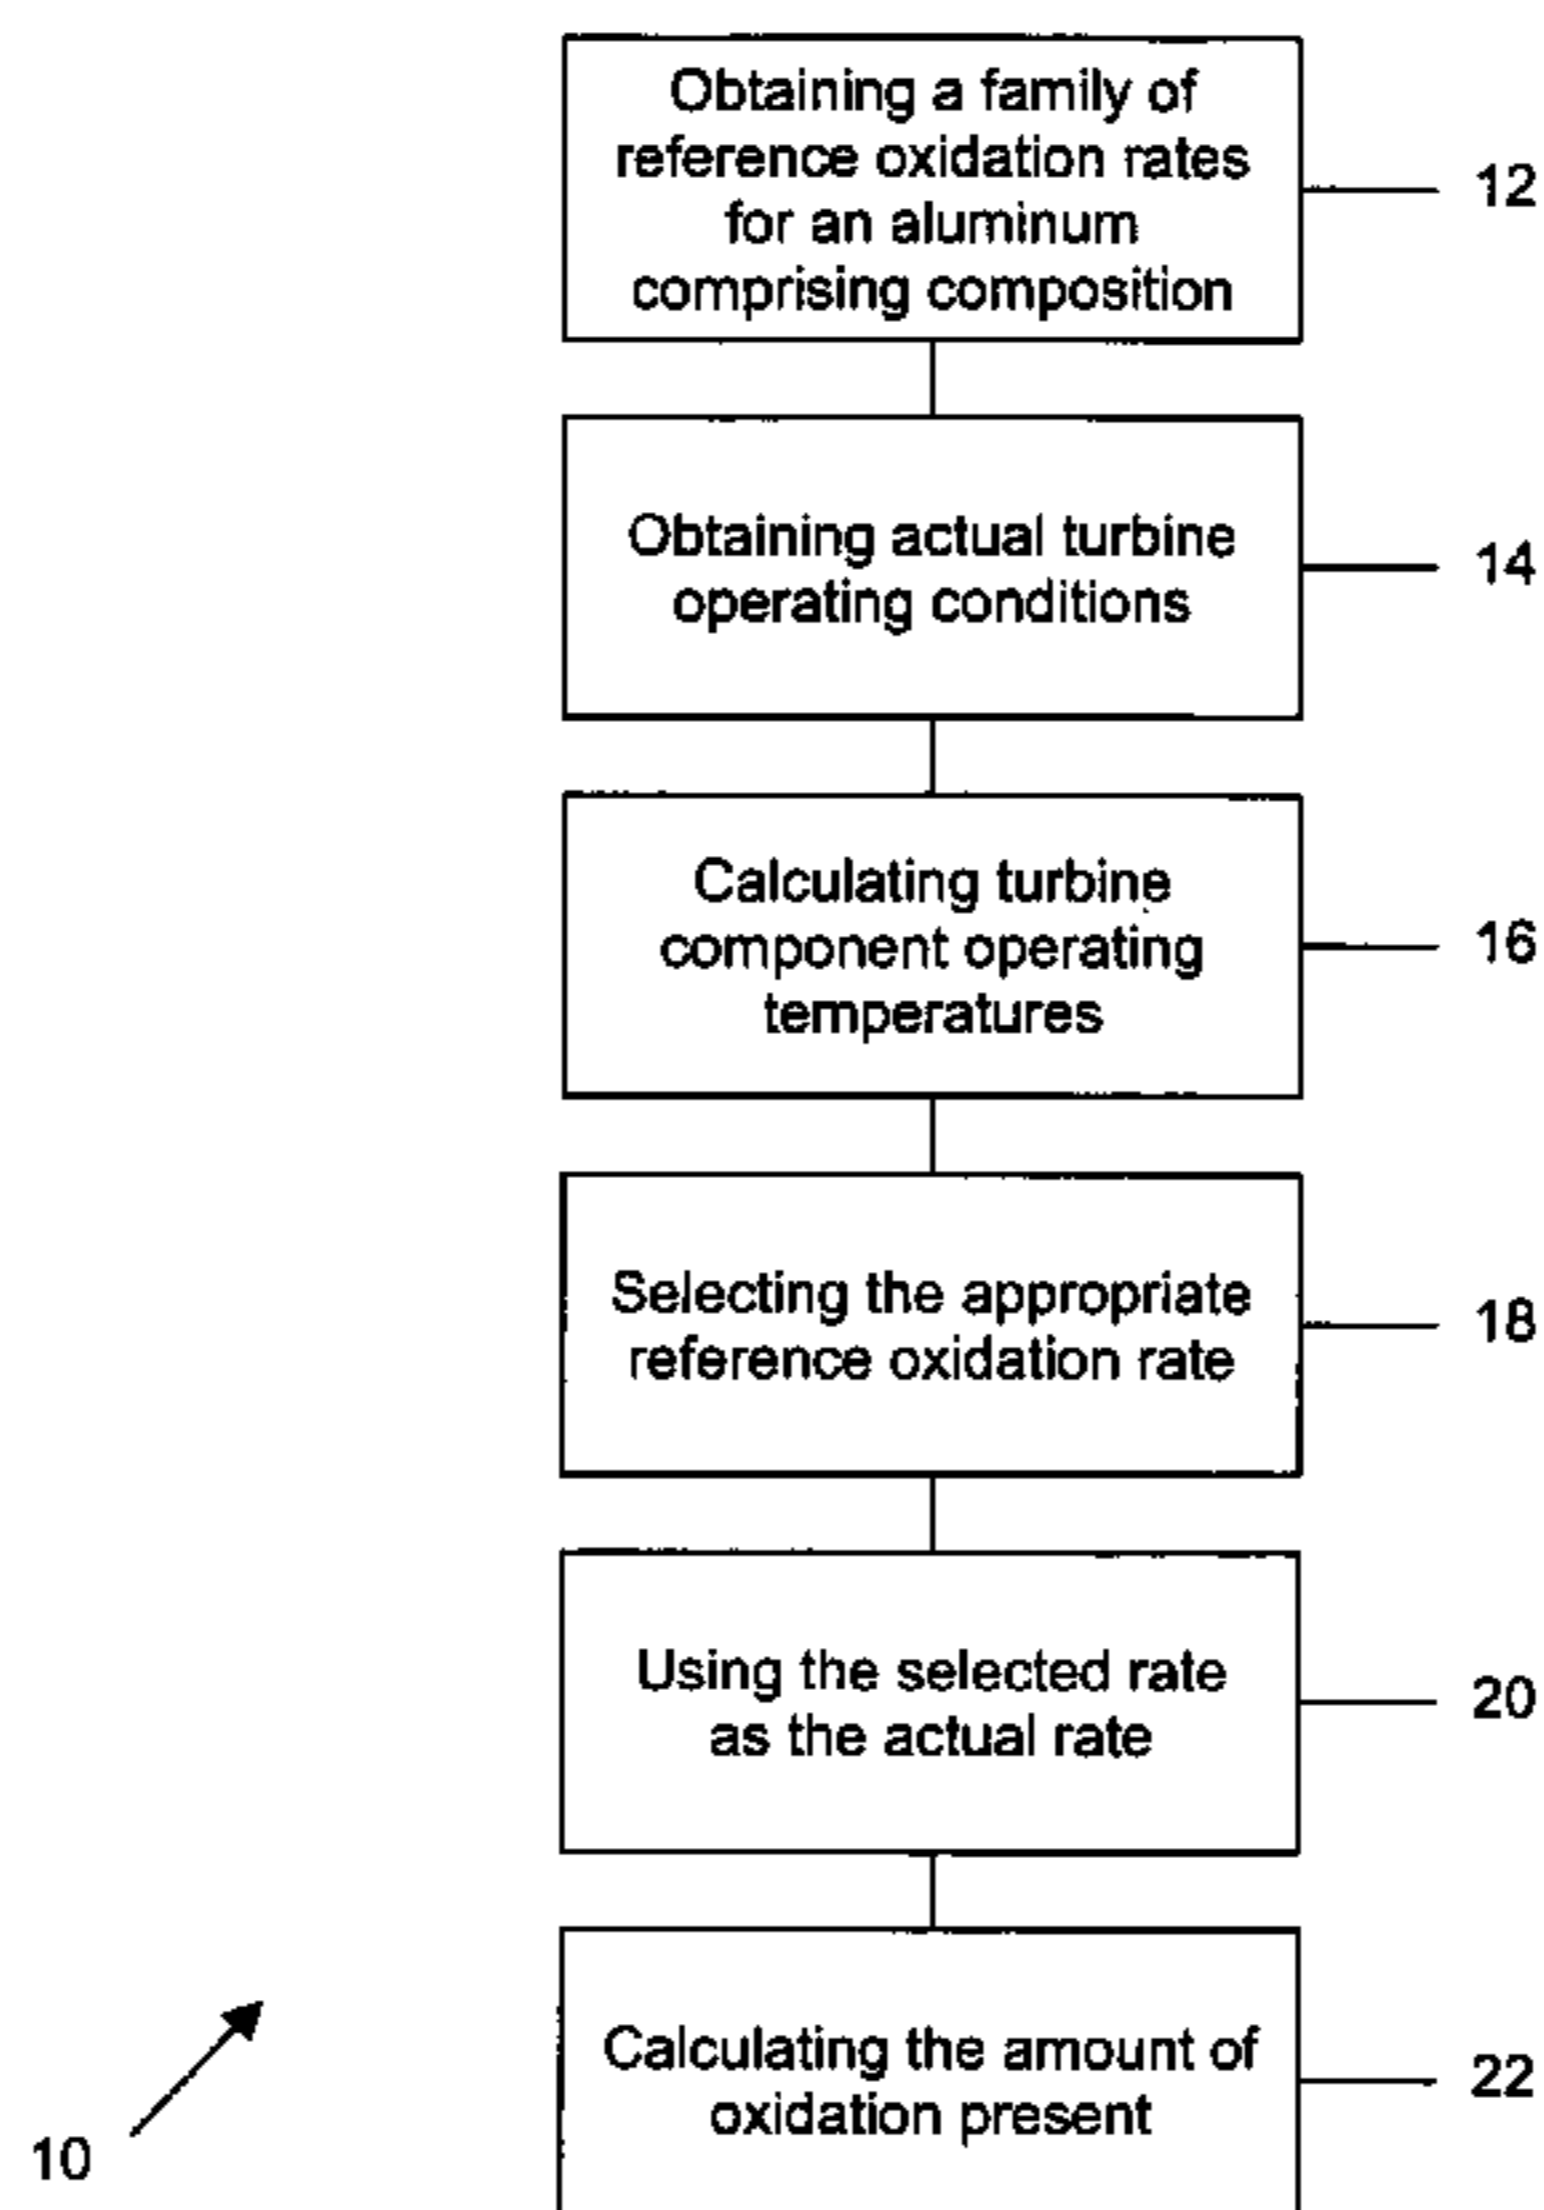 Obtaining a family of
reference oxidation rates
for an aluminum
comprising composition
12
Obtaining actual turbine
operating conditions
14
Calculating turbine
component operating
temperatures
16
Selecting the appropriate
reference oxidation rate
18
Using the selected rate
as the actual rate
20
Calculating the amount of
oxidation present
22
10